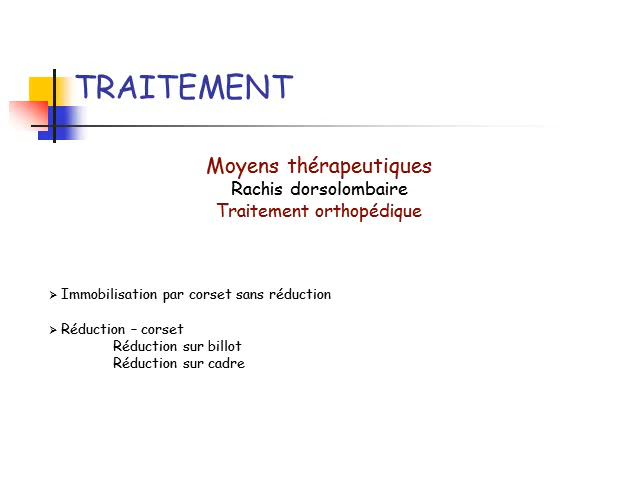 TRAITEMENT
Moyens thérapeutiques
Rachis dorsolombaire
Traitement orthopédique
➢ Immobilisation par corset sans réduction
➢ Réduction – corset
Réduction sur billot
Réduction sur cadre